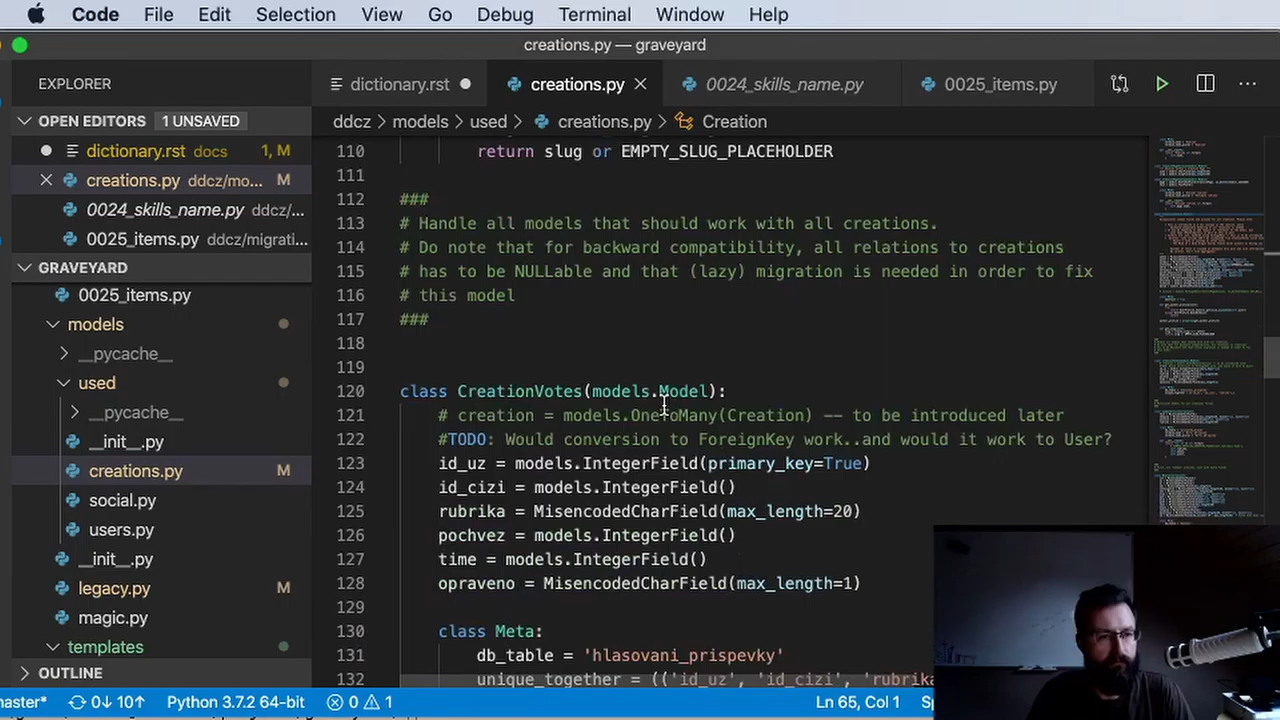 Code File Edit Selection View Go Debug Terminal Window Help
creations.py — graveyard
EXPLORER
dictionary.rst
creations.py
0024_skills_name.py
0025_items.py
OPEN EDITORS 1 UNSAVED
ddcz > models > used > creations.py > Creation
dictionary.rst docs 1, M
creations.py ddcz/mo... M
0024_skills_name.py ddcz/...
0025_items.py ddcz/migrati...
GRAVEYARD
0025_items.py
models
__pycache__
used
__pycache__
__init__.py
creations.py M
social.py
users.py
__init__.py
legacy.py M
magic.py
templates
OUTLINE
110 return slug or EMPTY_SLUG_PLACEHOLDER
111
112 ###
113 # Handle all models that should work with all creations.
114 # Do note that for backward compatibility, all relations to creations
115 # has to be NULLable and that (lazy) migration is needed in order to fix
116 # this model
117 ###
118
119
120 class CreationVotes(models.Model):
121 # creation = models.OneToMany(Creation) —— to be introduced later
122 #TODO: Would conversion to ForeignKey work..and would it work to User?
123 id_uz = models.IntegerField(primary_key=True)
124 id_cizi = models.IntegerField()
125 rubrika = MisencodedCharField(max_length=20)
126 pochvez = models.IntegerField()
127 time = models.IntegerField()
128 opraveno = MisencodedCharField(max_length=1)
129
130 class Meta:
131 db_table = 'hlasovani_prispevky'
132 unique_together = (('id_uz', 'id_cizi', 'rubrika
master* 0↓ 10↑ Python 3.7.2 64-bit 0 1 Ln 65, Col 1 Sp